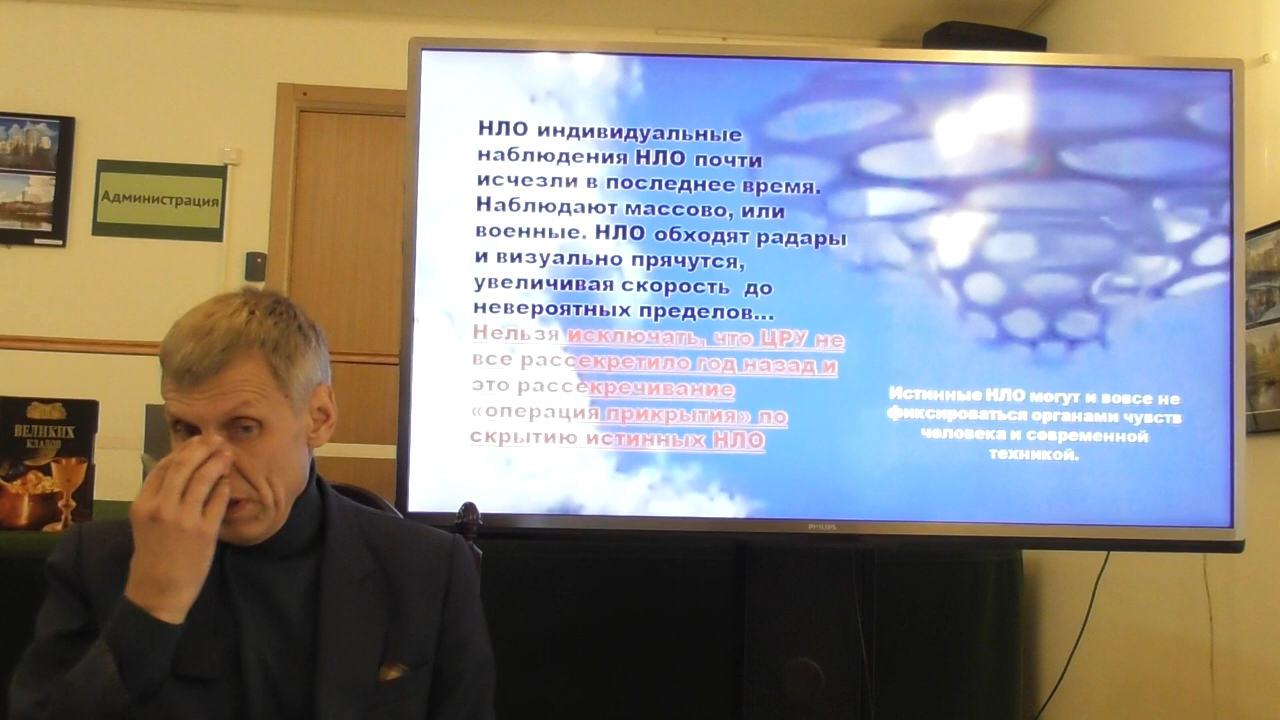 Администрация
ВЕЛИКИХ
КЛАДОВ
НЛО индивидуальные
наблюдения НЛО почти
исчезли в последнее время.
Наблюдают массово, или
военные. НЛО обходят радары
и визуально прячутся,
увеличивая скорость до
невероятных пределов...
Нельзя исключать, что ЦРУ не
все рассекретило год назад и
это рассекречивание
«операция прикрытия» по
скрытию истинных НЛО
Истинные НЛО могут и вовсе не
фиксироваться органами чувств
человека и современной
техникой.
PHILIPS